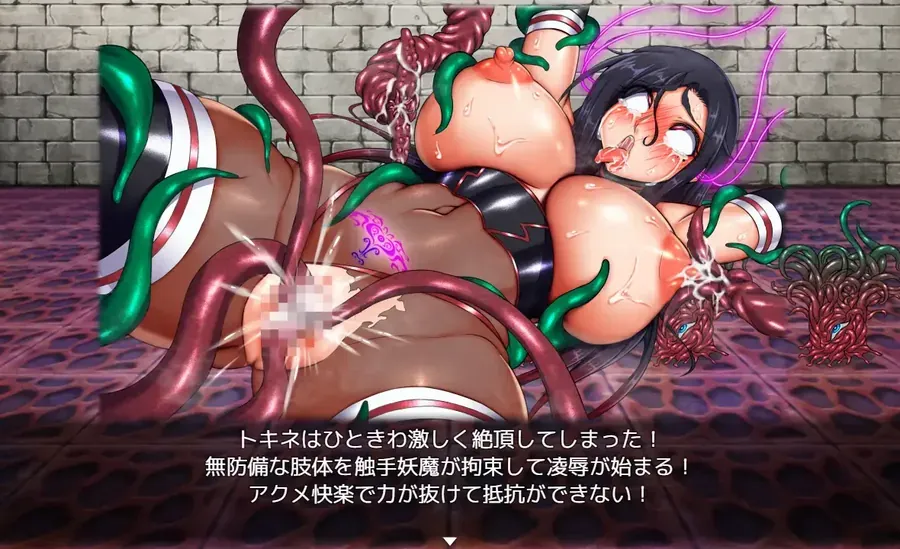 トキネはひときわ激しく絶頂してしまった！
無防備な肢体を触手妖魔が拘束して凌辱が始まる！
アクメ快楽で力が抜けて抵抗ができない！